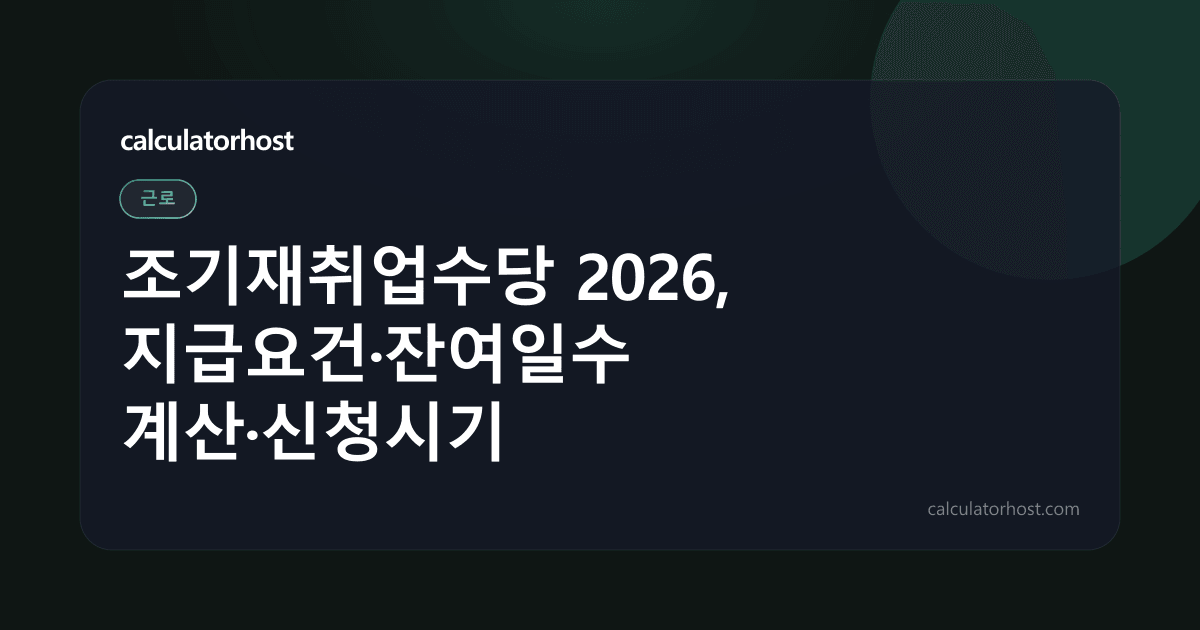 calculatorhost
근로
조기재취업수당 2026,
지급요건·잔여일수
계산·신청시기
calculatorhost.com